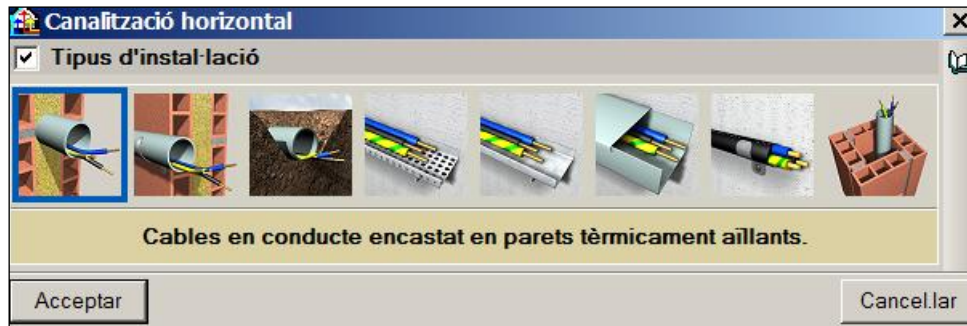 Canalització horizontal
Tipus d'instal·lació
Cables en conducte encastat en parets tèrmicament aïllants.
Acceptar
Cancel.lar